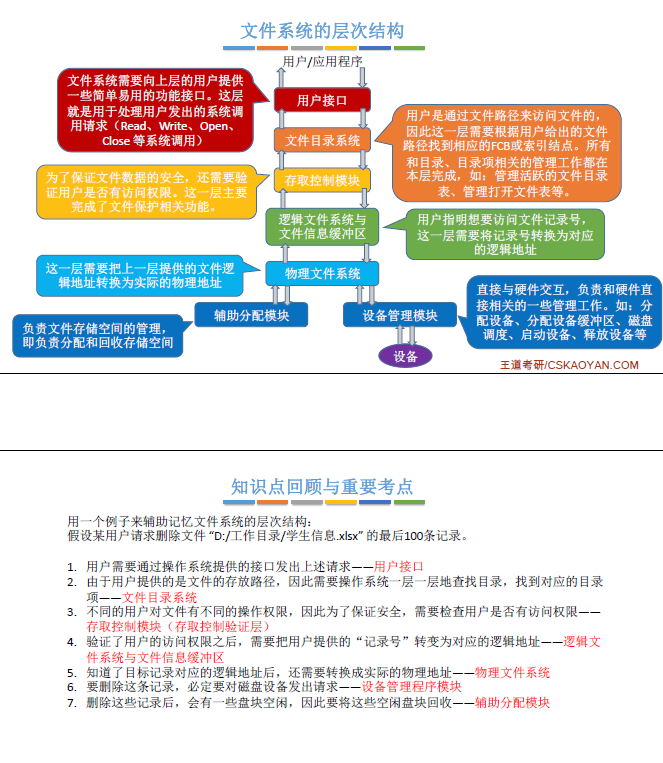 文件系统的层次结构
用户/应用程序
文件系统需要向上层的用户提供
一些简单易用的功能接口。这层
就是用于处理用户发出的系统调
用请求（Read、Write、Open、
Close 等系统调用）
用户接口
文件目录系统
用户是通过文件路径来访问文件的，
因此这一层需要根据用户给出的文件
路径找到相应的FCB或索引结点。所有
和目录、目录项相关的管理工作都在
本层完成，如：管理活跃的文件目录
表、管理打开文件表等。
为了保证文件数据的安全，还需要验
证用户是否有访问权限。这一层主要
完成了文件保护相关功能。
存取控制模块
逻辑文件系统与
文件信息缓冲区
用户指明想要访问文件记录号，
这一层需要将记录号转换为对应
的逻辑地址
这一层需要把上一层提供的文件逻
辑地址转换为实际的物理地址
物理文件系统
辅助分配模块
设备管理模块
直接与硬件交互，负责和硬件直
接相关的一些管理工作。如：分
配设备、分配设备缓冲区、磁盘
调度、启动设备、释放设备等
负责文件存储空间的管理，
即负责分配和回收存储空间
设备
王道考研/CSKAOYAN.COM
知识点回顾与重要考点
用一个例子来辅助记忆文件系统的层次结构：
假设某用户请求删除文件 “D:/工作目录/学生信息.xlsx” 的最后100条记录。
1. 用户需要通过操作系统提供的接口发出上述请求——用户接口
2. 由于用户提供的是文件的存放路径，因此需要操作系统一层一层地查找目录，找到对应的目录
项——文件目录系统
3. 不同的用户对文件有不同的操作权限，因此为了保证安全，需要检查用户是否有访问权限——
存取控制模块（存取控制验证层）
4. 验证了用户的访问权限之后，需要把用户提供的“记录号”转变为对应的逻辑地址——逻辑文
件系统与文件信息缓冲区
5. 知道了目标记录对应的逻辑地址后，还需要转换成实际的物理地址——物理文件系统
6. 要删除这条记录，必定要对磁盘设备发出请求——设备管理程序模块
7. 删除这些记录后，会有一些盘块空闲，因此要将这些空闲盘块回收——辅助分配模块